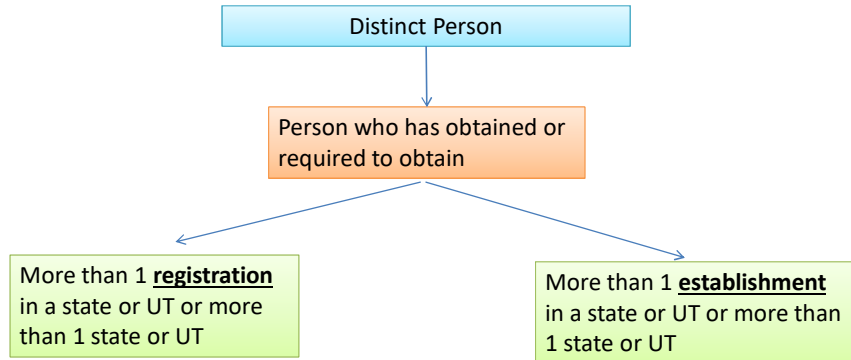 Distinct Person
Person who has obtained or
required to obtain
More than 1 registration
in a state or UT or more
than 1 state or UT
More than 1 establishment
in a state or UT or more than
1 state or UT